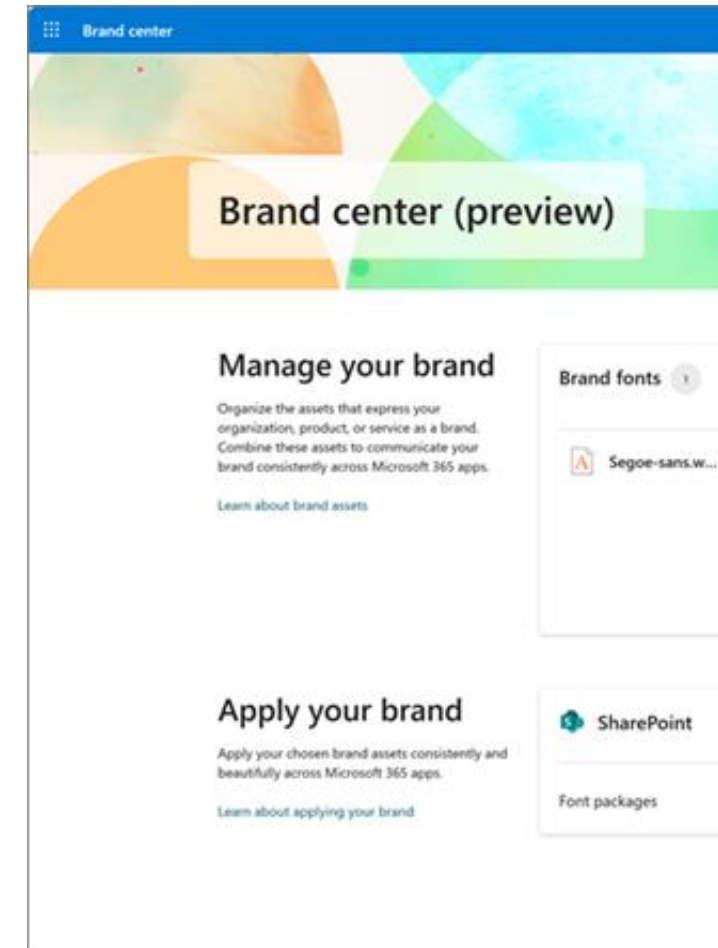 Brand center
Brand center (preview)
Manage your brand
Organize the assets that express your
organization, product, or service as a brand.
Combine these assets to communicate your
brand consistently across Microsoft 365 apps.
Learn about brand assets
Brand fonts 1
Segoe-sans.w...
Apply your brand
Apply your chosen brand assets consistently and
beautifully across Microsoft 365 apps.
Learn about applying your brand
SharePoint
Font packages